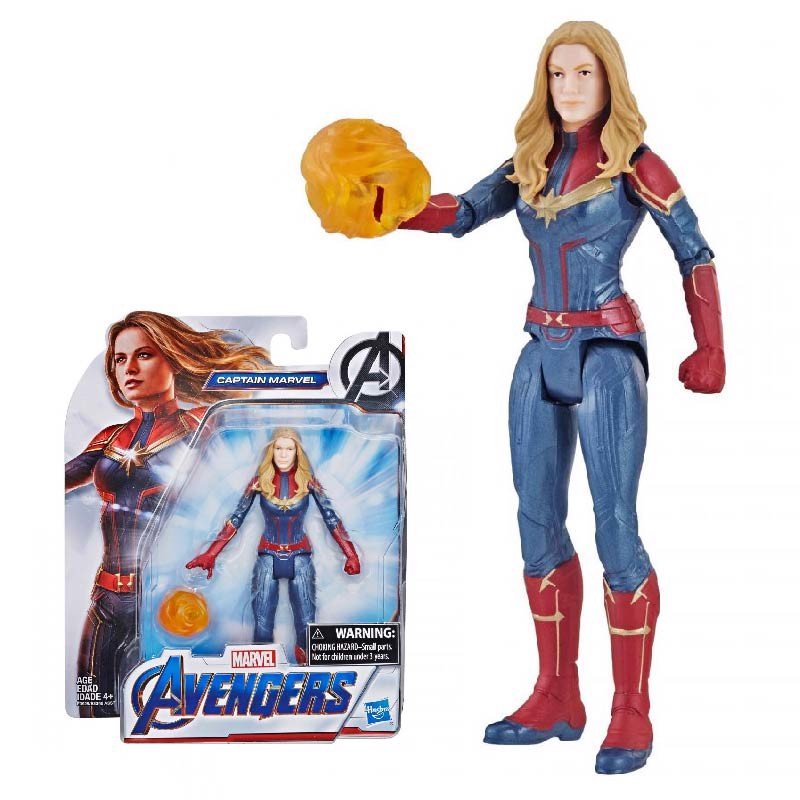 CAPTAIN MARVEL
WARNING:
CHOKING HAZARD–Small parts.
Not for children under 3 years.
MARVEL
AVENGERS
Hasbro
AGE
EDAD
IDADE 4+